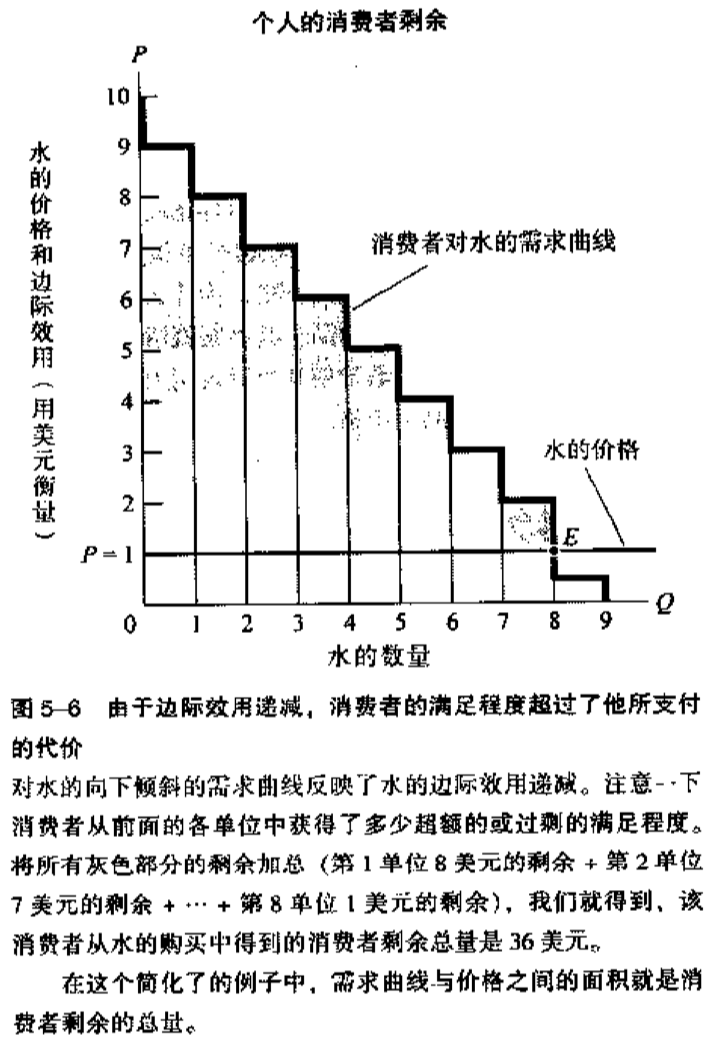 个人的消费者剩余
P
10
9
8
7
6
5
4
3
2
P=1
水的价格和边际效用（用美元衡量）
消费者对水的需求曲线
水的价格
E
0 1 2 3 4 5 6 7 8 9 Q
水的数量
图5-6 由于边际效用递减，消费者的满足程度超过了他所支付
的代价
对水的向下倾斜的需求曲线反映了水的边际效用递减。注意一下
消费者从前面的各单位中获得了多少超额的或过剩的满足程度。
将所有灰色部分的剩余加总（第1单位8美元的剩余+第2单位
7美元的剩余+…+第8单位1美元的剩余），我们就得到，该
消费者从水的购买中得到的消费者剩余总量是36美元。
在这个简化了的例子中，需求曲线与价格之间的面积就是消
费者剩余的总量。